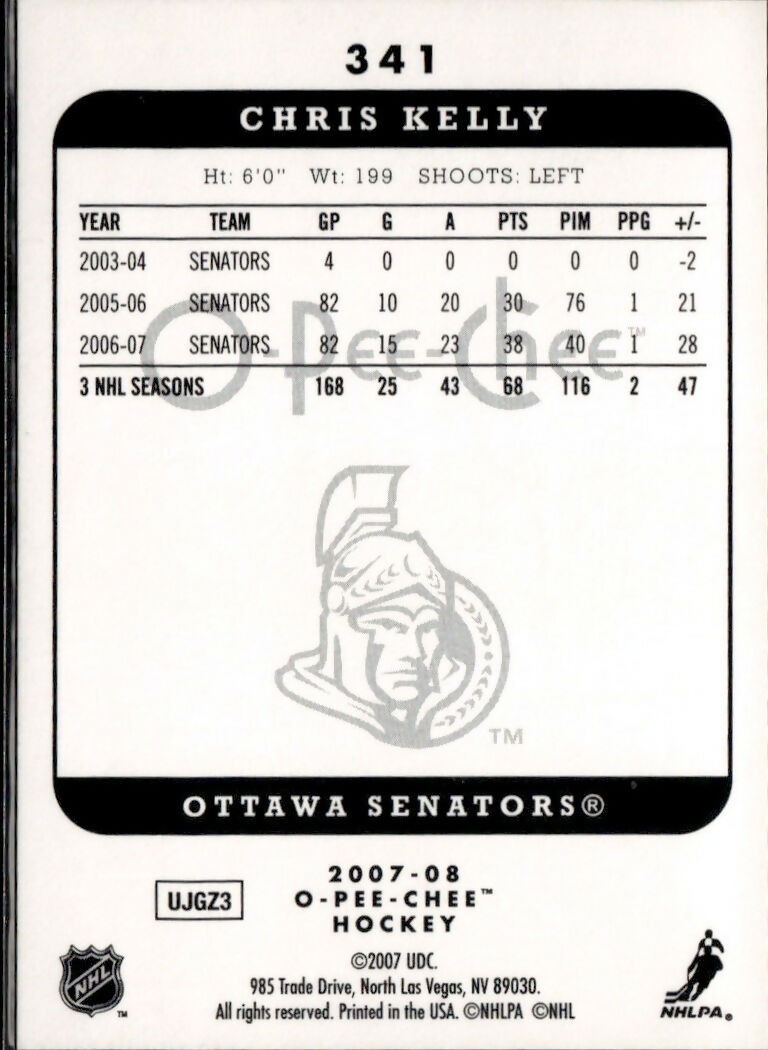 341
CHRIS KELLY
Ht: 6'0" Wt: 199 SHOOTS: LEFT
YEAR TEAM GP G A PTS PIM PPG +/-
2003-04 SENATORS 4 0 0 0 0 0 -2
2005-06 SENATORS 82 10 20 30 76 1 21
2006-07 SENATORS 82 15 23 38 40 1 28
3 NHL SEASONS 168 25 43 68 116 2 47
O-Pee-Chee™
TM
OTTAWA SENATORS®
2007-08
UJGZ3
O-PEE-CHEE™
HOCKEY
©2007 UDC.
985 Trade Drive, North Las Vegas, NV 89030.
All rights reserved. Printed in the USA. ©NHLPA ©NHL
NHL TM
NHLPA®